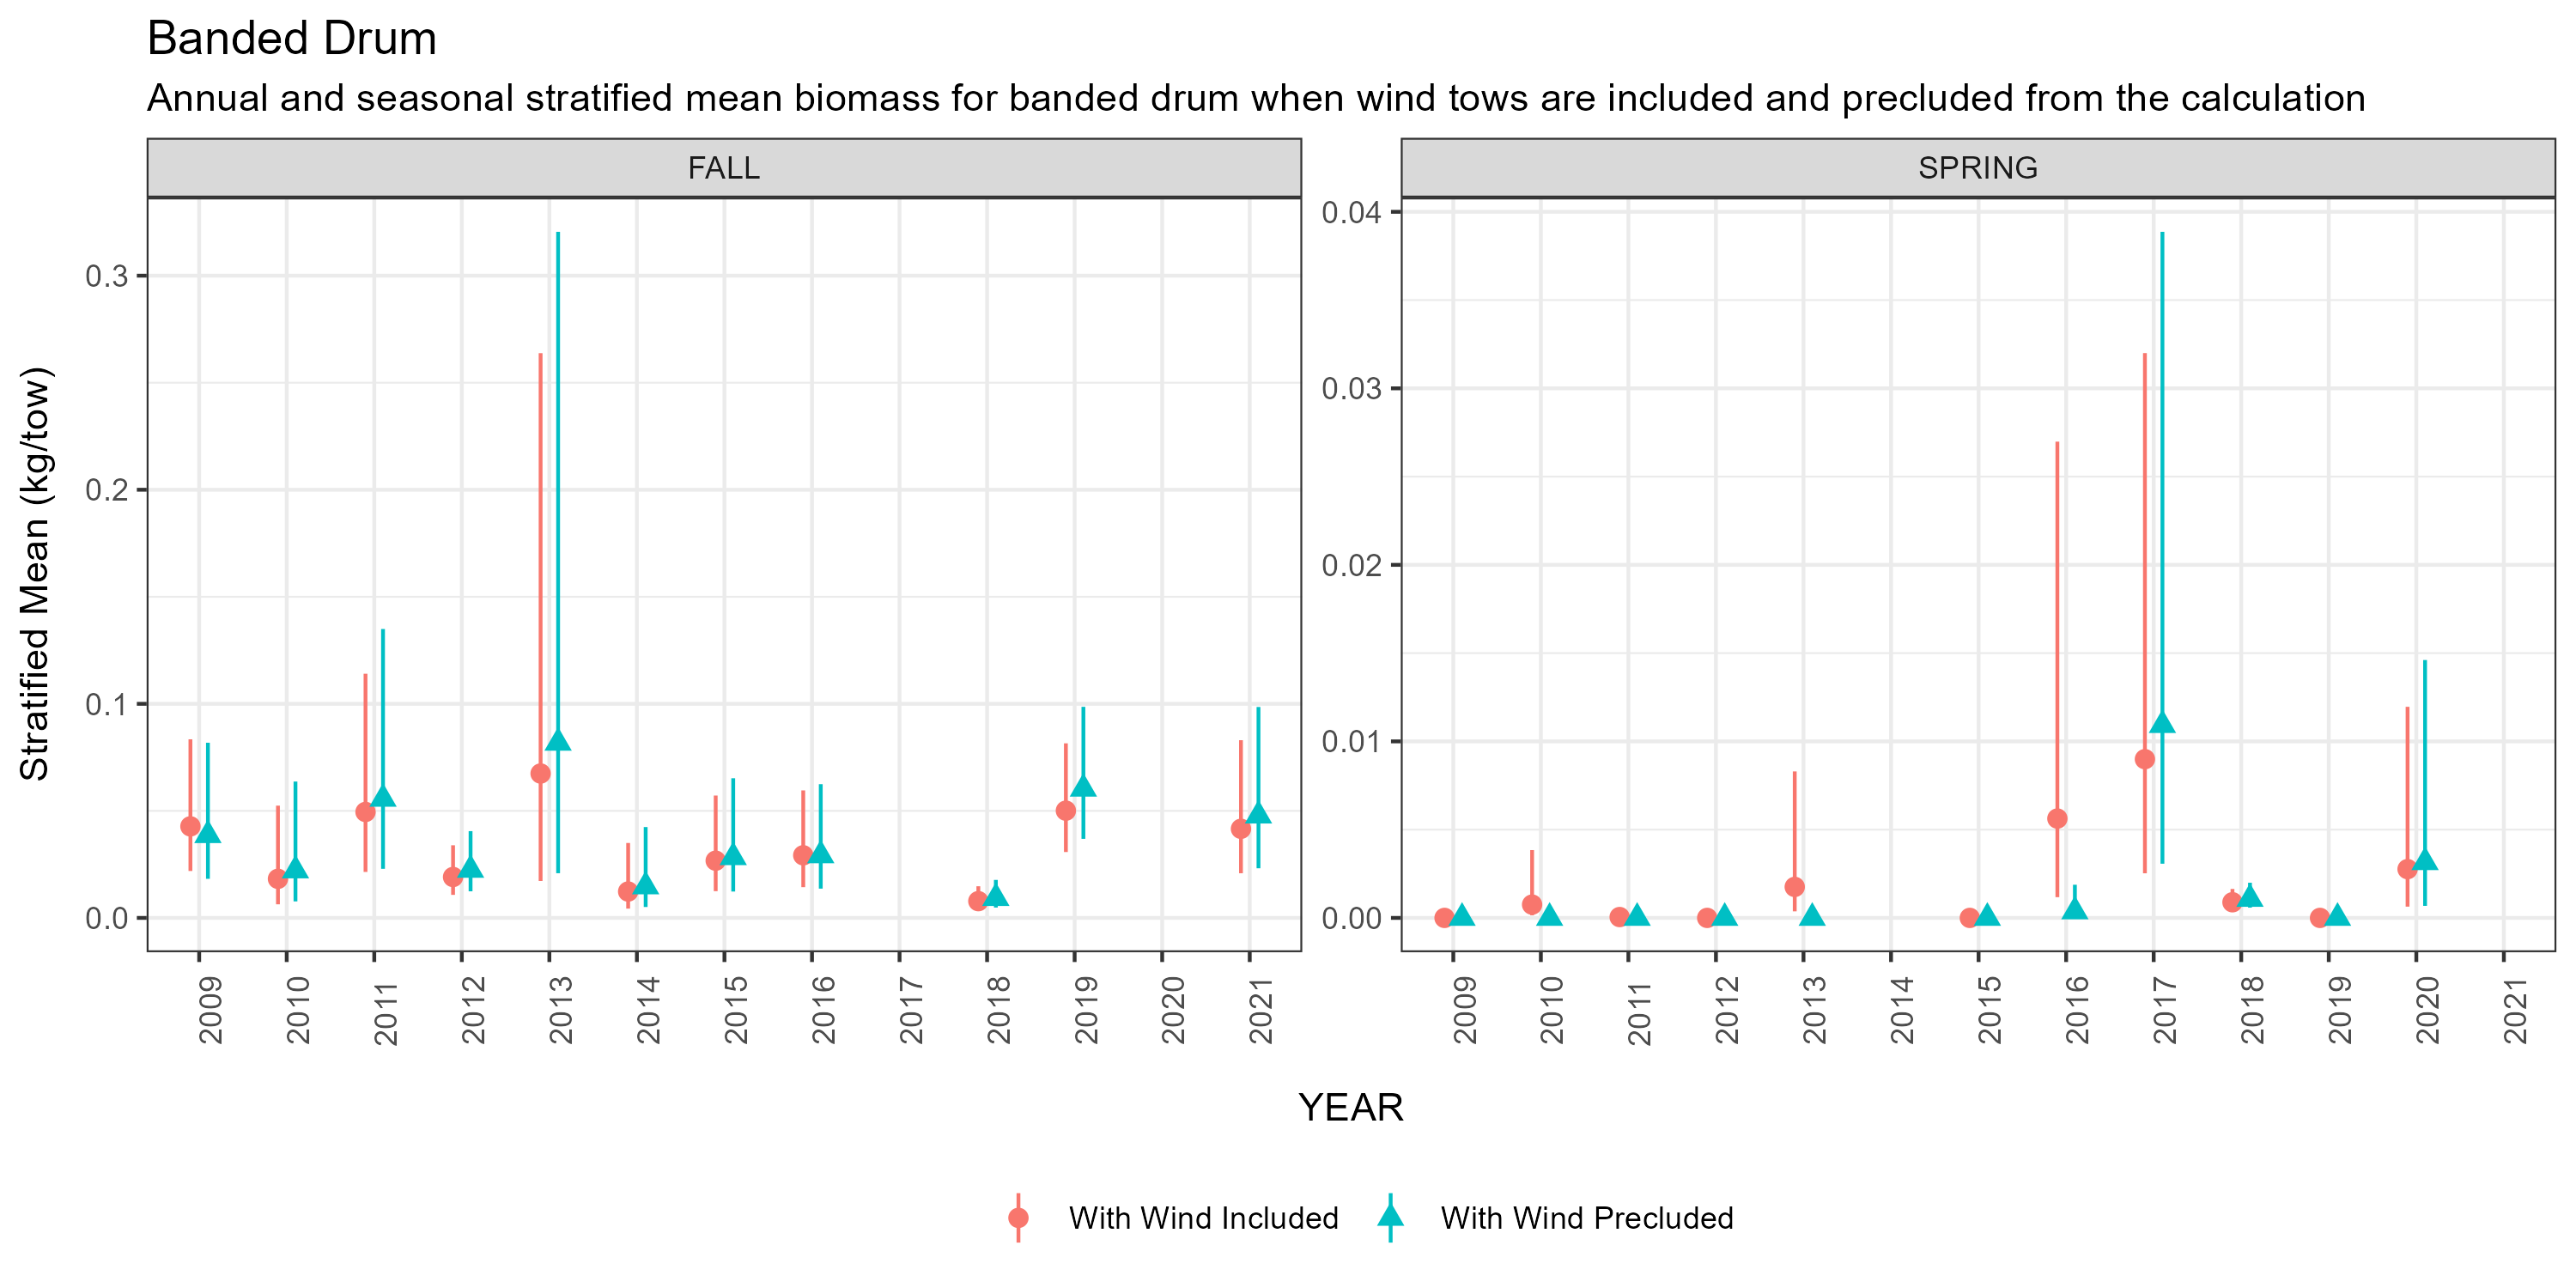 Banded Drum
Annual and seasonal stratified mean biomass for banded drum when wind tows are included and precluded from the calculation
FALL
SPRING
Stratified Mean (kg/tow)
0.3
0.2
0.1
0.0
0.04
0.03
0.02
0.01
0.00
2009 2010 2011 2012 2013 2014 2015 2016 2017 2018 2019 2020 2021
2009 2010 2011 2012 2013 2014 2015 2016 2017 2018 2019 2020 2021
YEAR
With Wind Included
With Wind Precluded